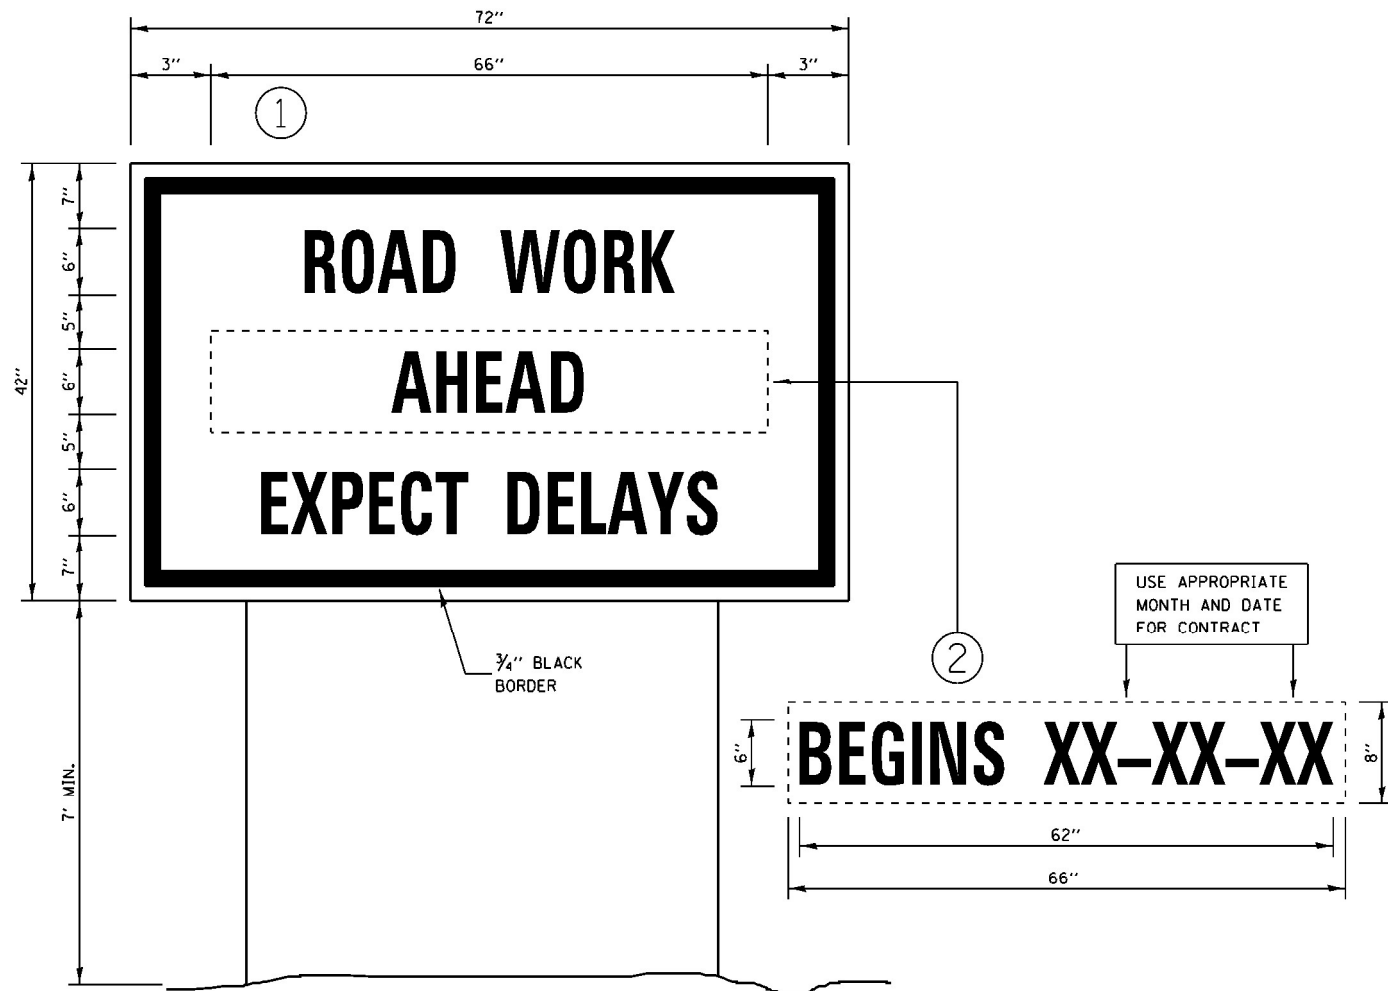 72"
3" 66" 3"
1
7"
6"
5"
6"
5"
6"
7"
42"
ROAD WORK
AHEAD
EXPECT DELAYS
3/4" BLACK
BORDER
7' MIN.
2
USE APPROPRIATE
MONTH AND DATE
FOR CONTRACT
6"
BEGINS XX-XX-XX
8"
62"
66"